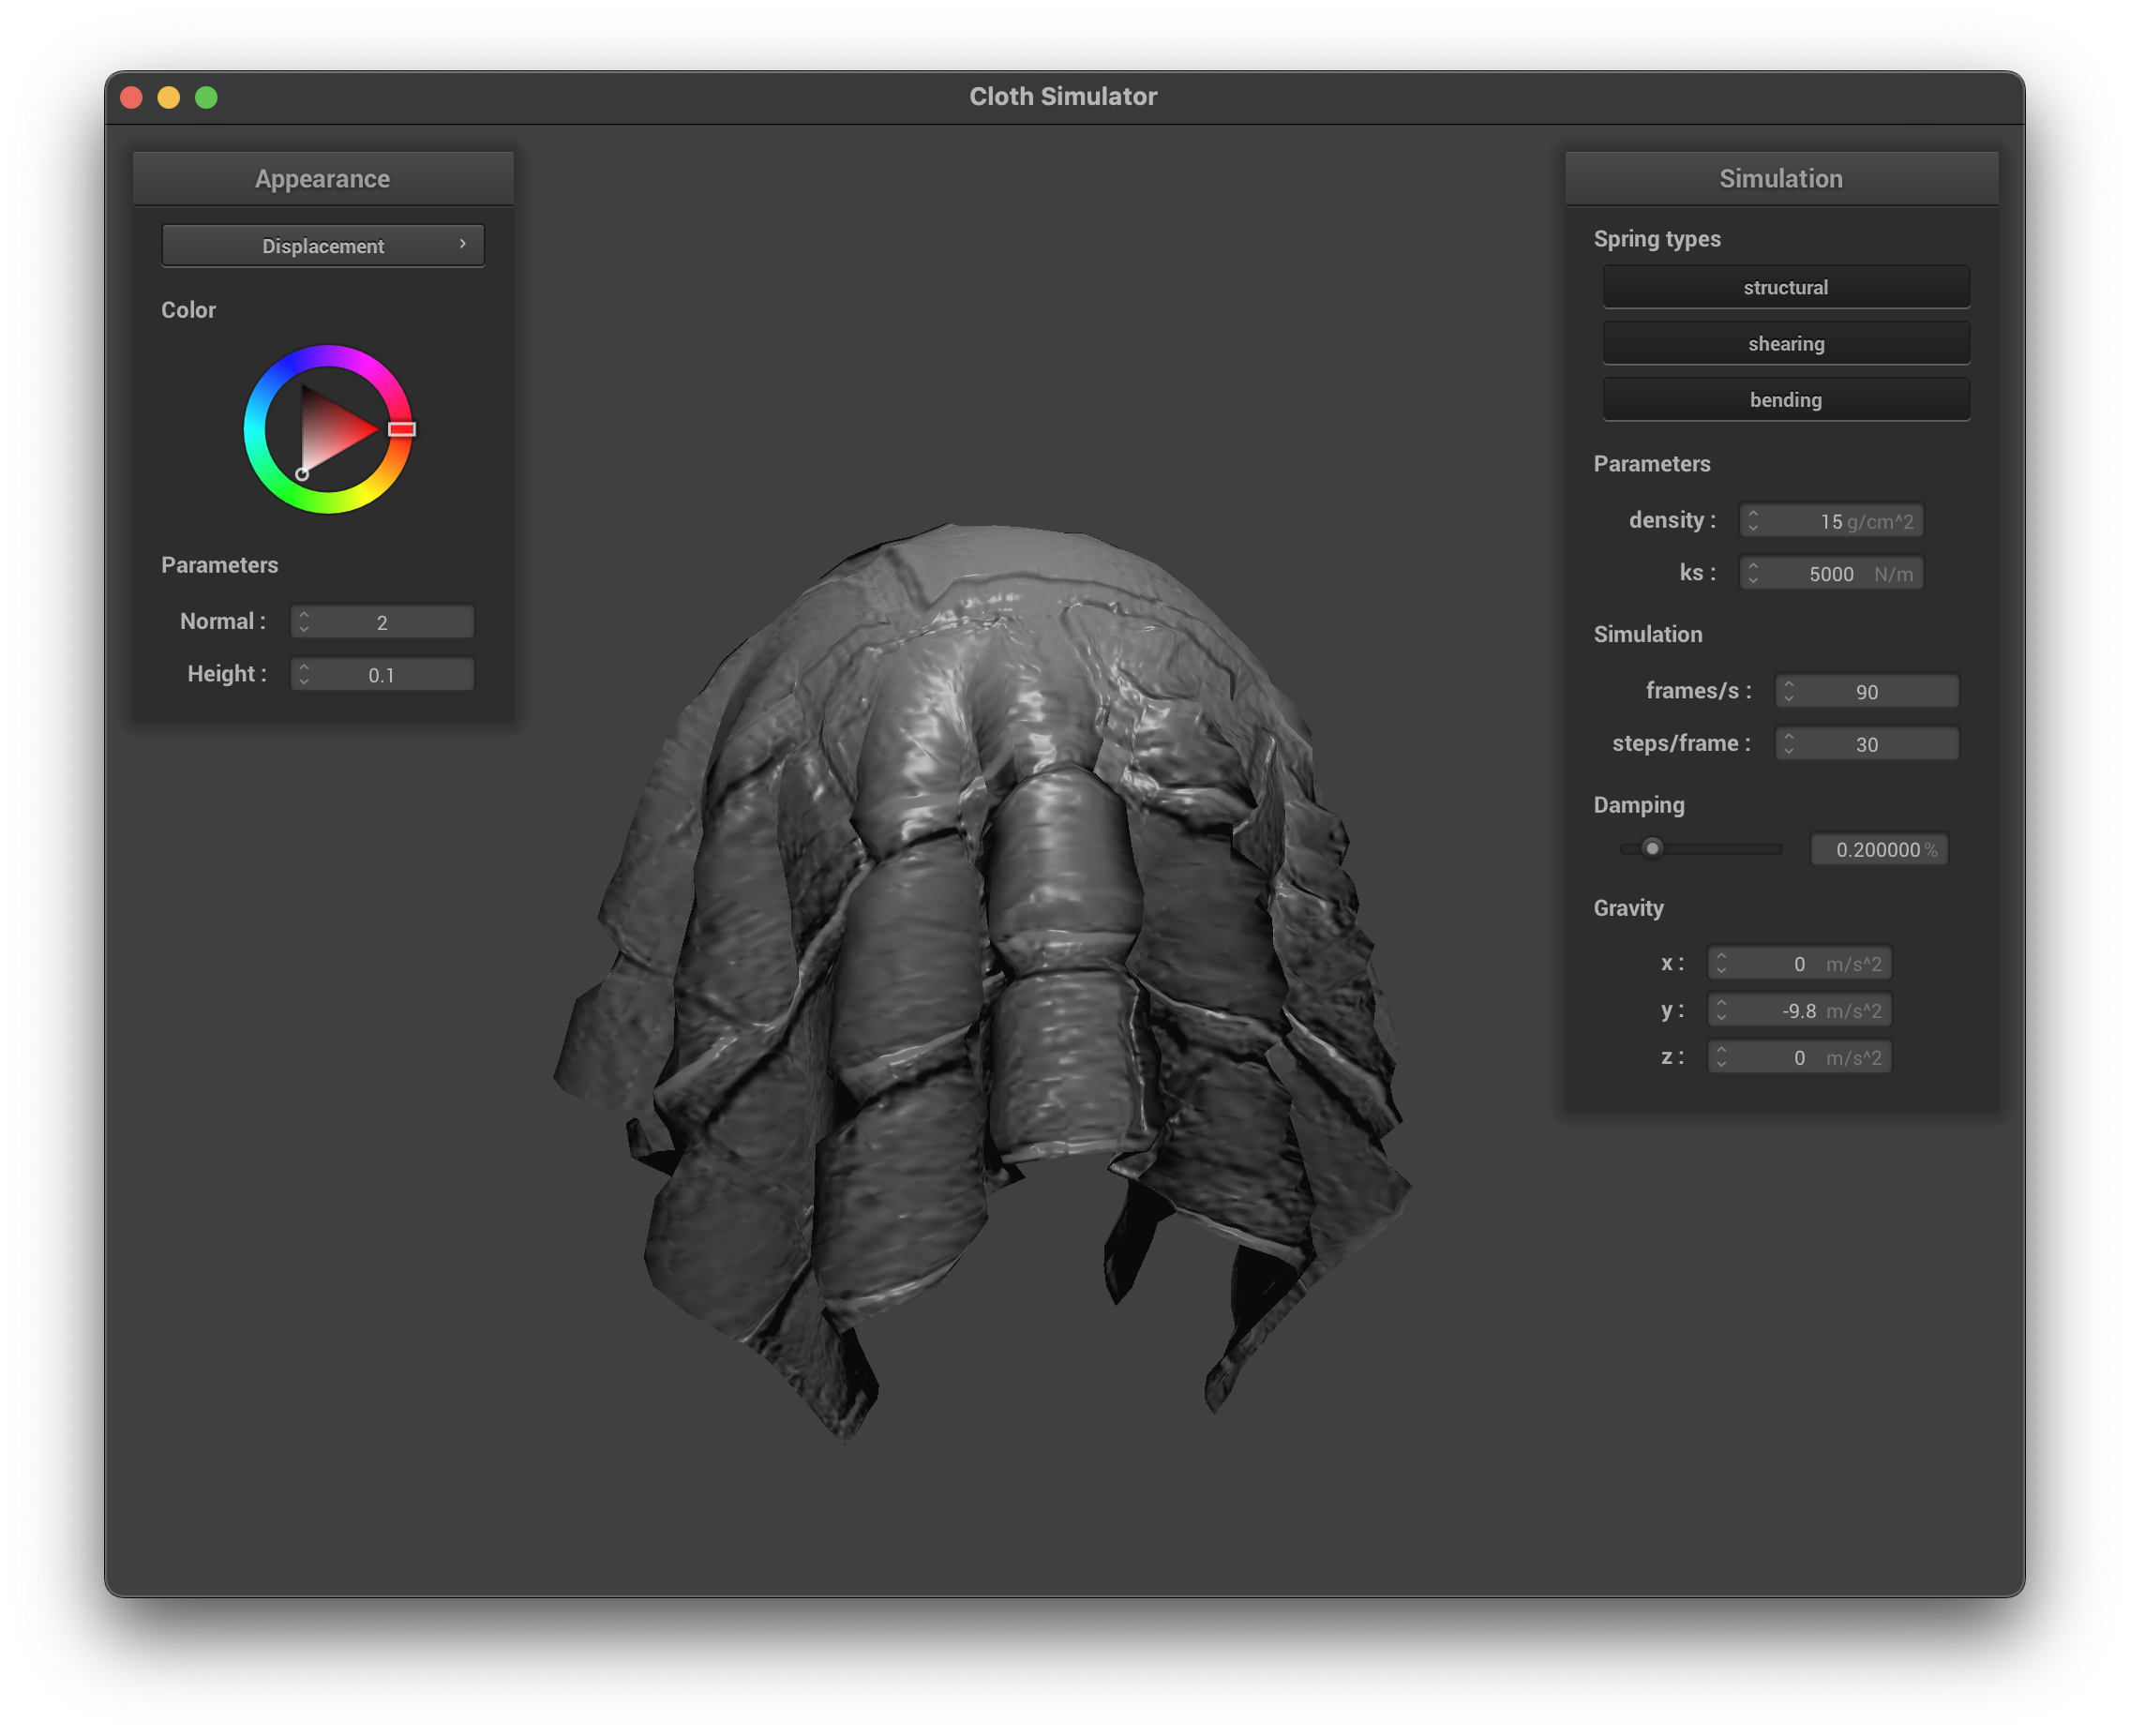 Cloth Simulator
Appearance
Displacement
Color
Parameters
Normal : 2
Height : 0.1
Simulation
Spring types
structural
shearing
bending
Parameters
density : 15 g/cm^2
ks : 5000 N/m
Simulation
frames/s : 90
steps/frame : 30
Damping
0.200000 %
Gravity
x : 0 m/s^2
y : -9.8 m/s^2
z : 0 m/s^2